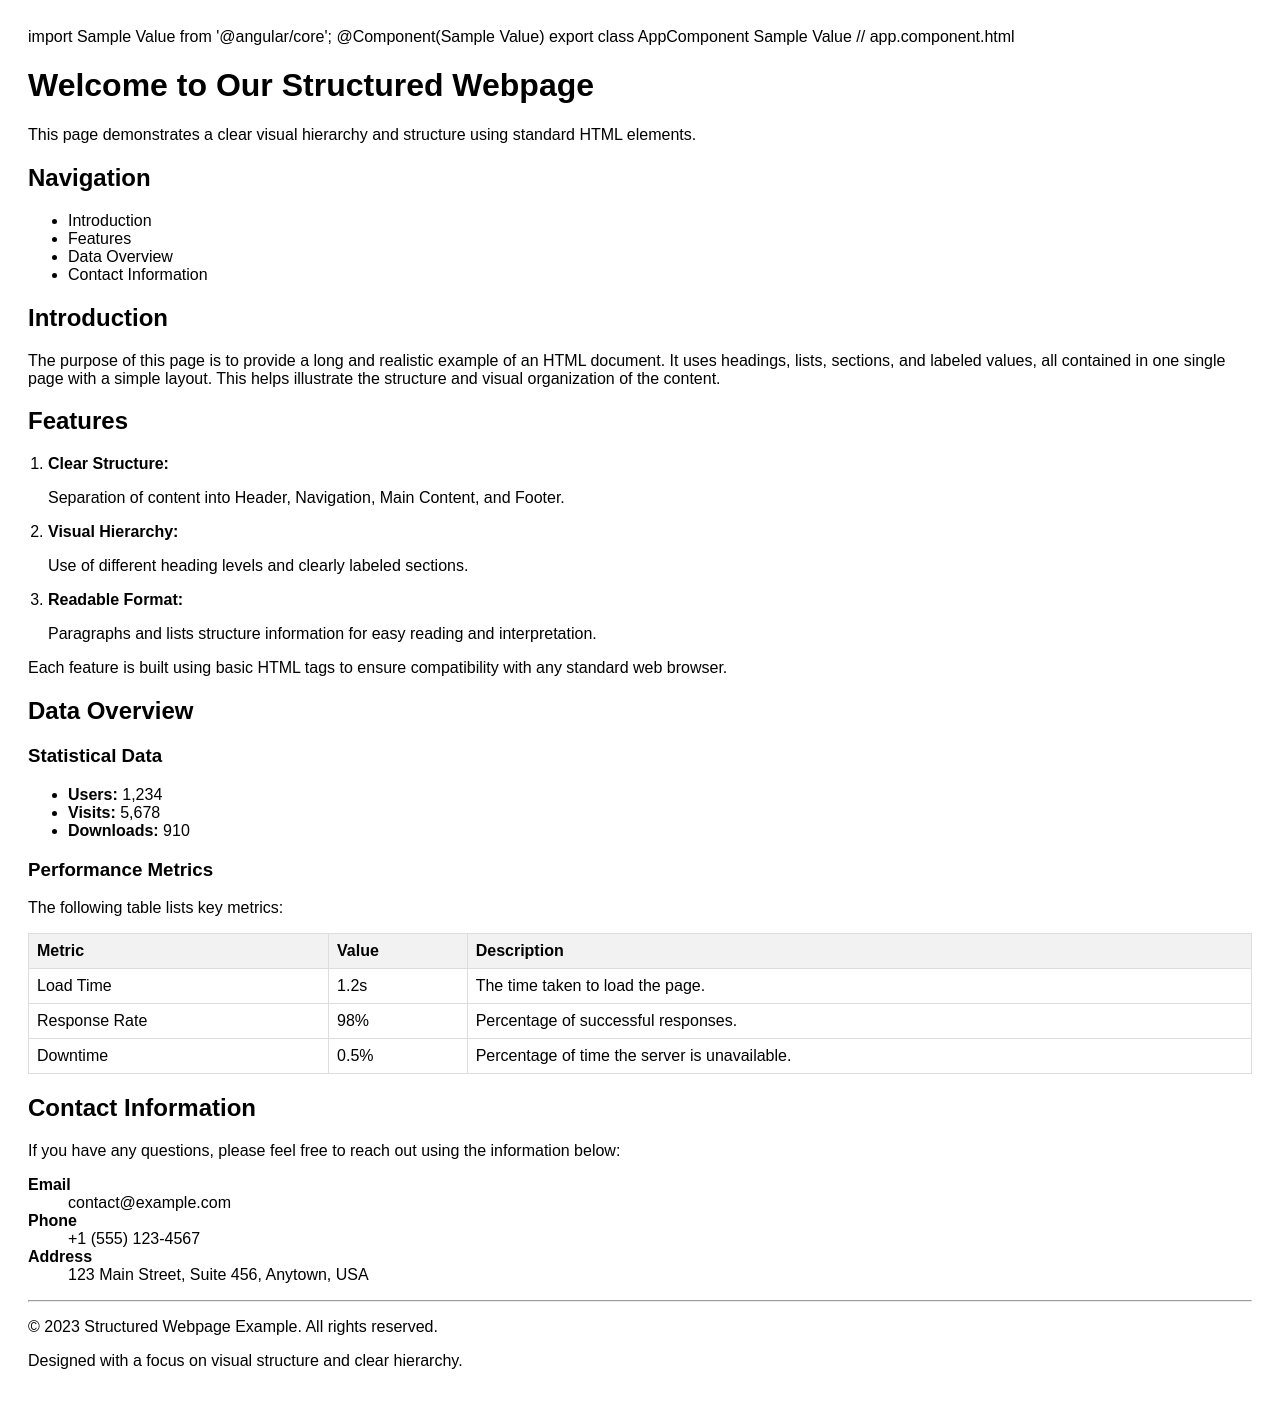 import Sample Value from '@angular/core'; @Component(Sample Value) export class AppComponent Sample Value // app.component.html
Welcome to Our Structured Webpage
This page demonstrates a clear visual hierarchy and structure using standard HTML elements.
Navigation
• Introduction
• Features
• Data Overview
• Contact Information
Introduction
The purpose of this page is to provide a long and realistic example of an HTML document. It uses headings, lists, sections, and labeled values, all contained in one single
page with a simple layout. This helps illustrate the structure and visual organization of the content.
Features
1. Clear Structure:
Separation of content into Header, Navigation, Main Content, and Footer.
2. Visual Hierarchy:
Use of different heading levels and clearly labeled sections.
3. Readable Format:
Paragraphs and lists structure information for easy reading and interpretation.
Each feature is built using basic HTML tags to ensure compatibility with any standard web browser.
Data Overview
Statistical Data
• Users: 1,234
• Visits: 5,678
• Downloads: 910
Performance Metrics
The following table lists key metrics:
Metric Value Description
Load Time 1.2s The time taken to load the page.
Response Rate 98% Percentage of successful responses.
Downtime 0.5% Percentage of time the server is unavailable.
Contact Information
If you have any questions, please feel free to reach out using the information below:
Email
contact@example.com
Phone
+1 (555) 123-4567
Address
123 Main Street, Suite 456, Anytown, USA
© 2023 Structured Webpage Example. All rights reserved.
Designed with a focus on visual structure and clear hierarchy.